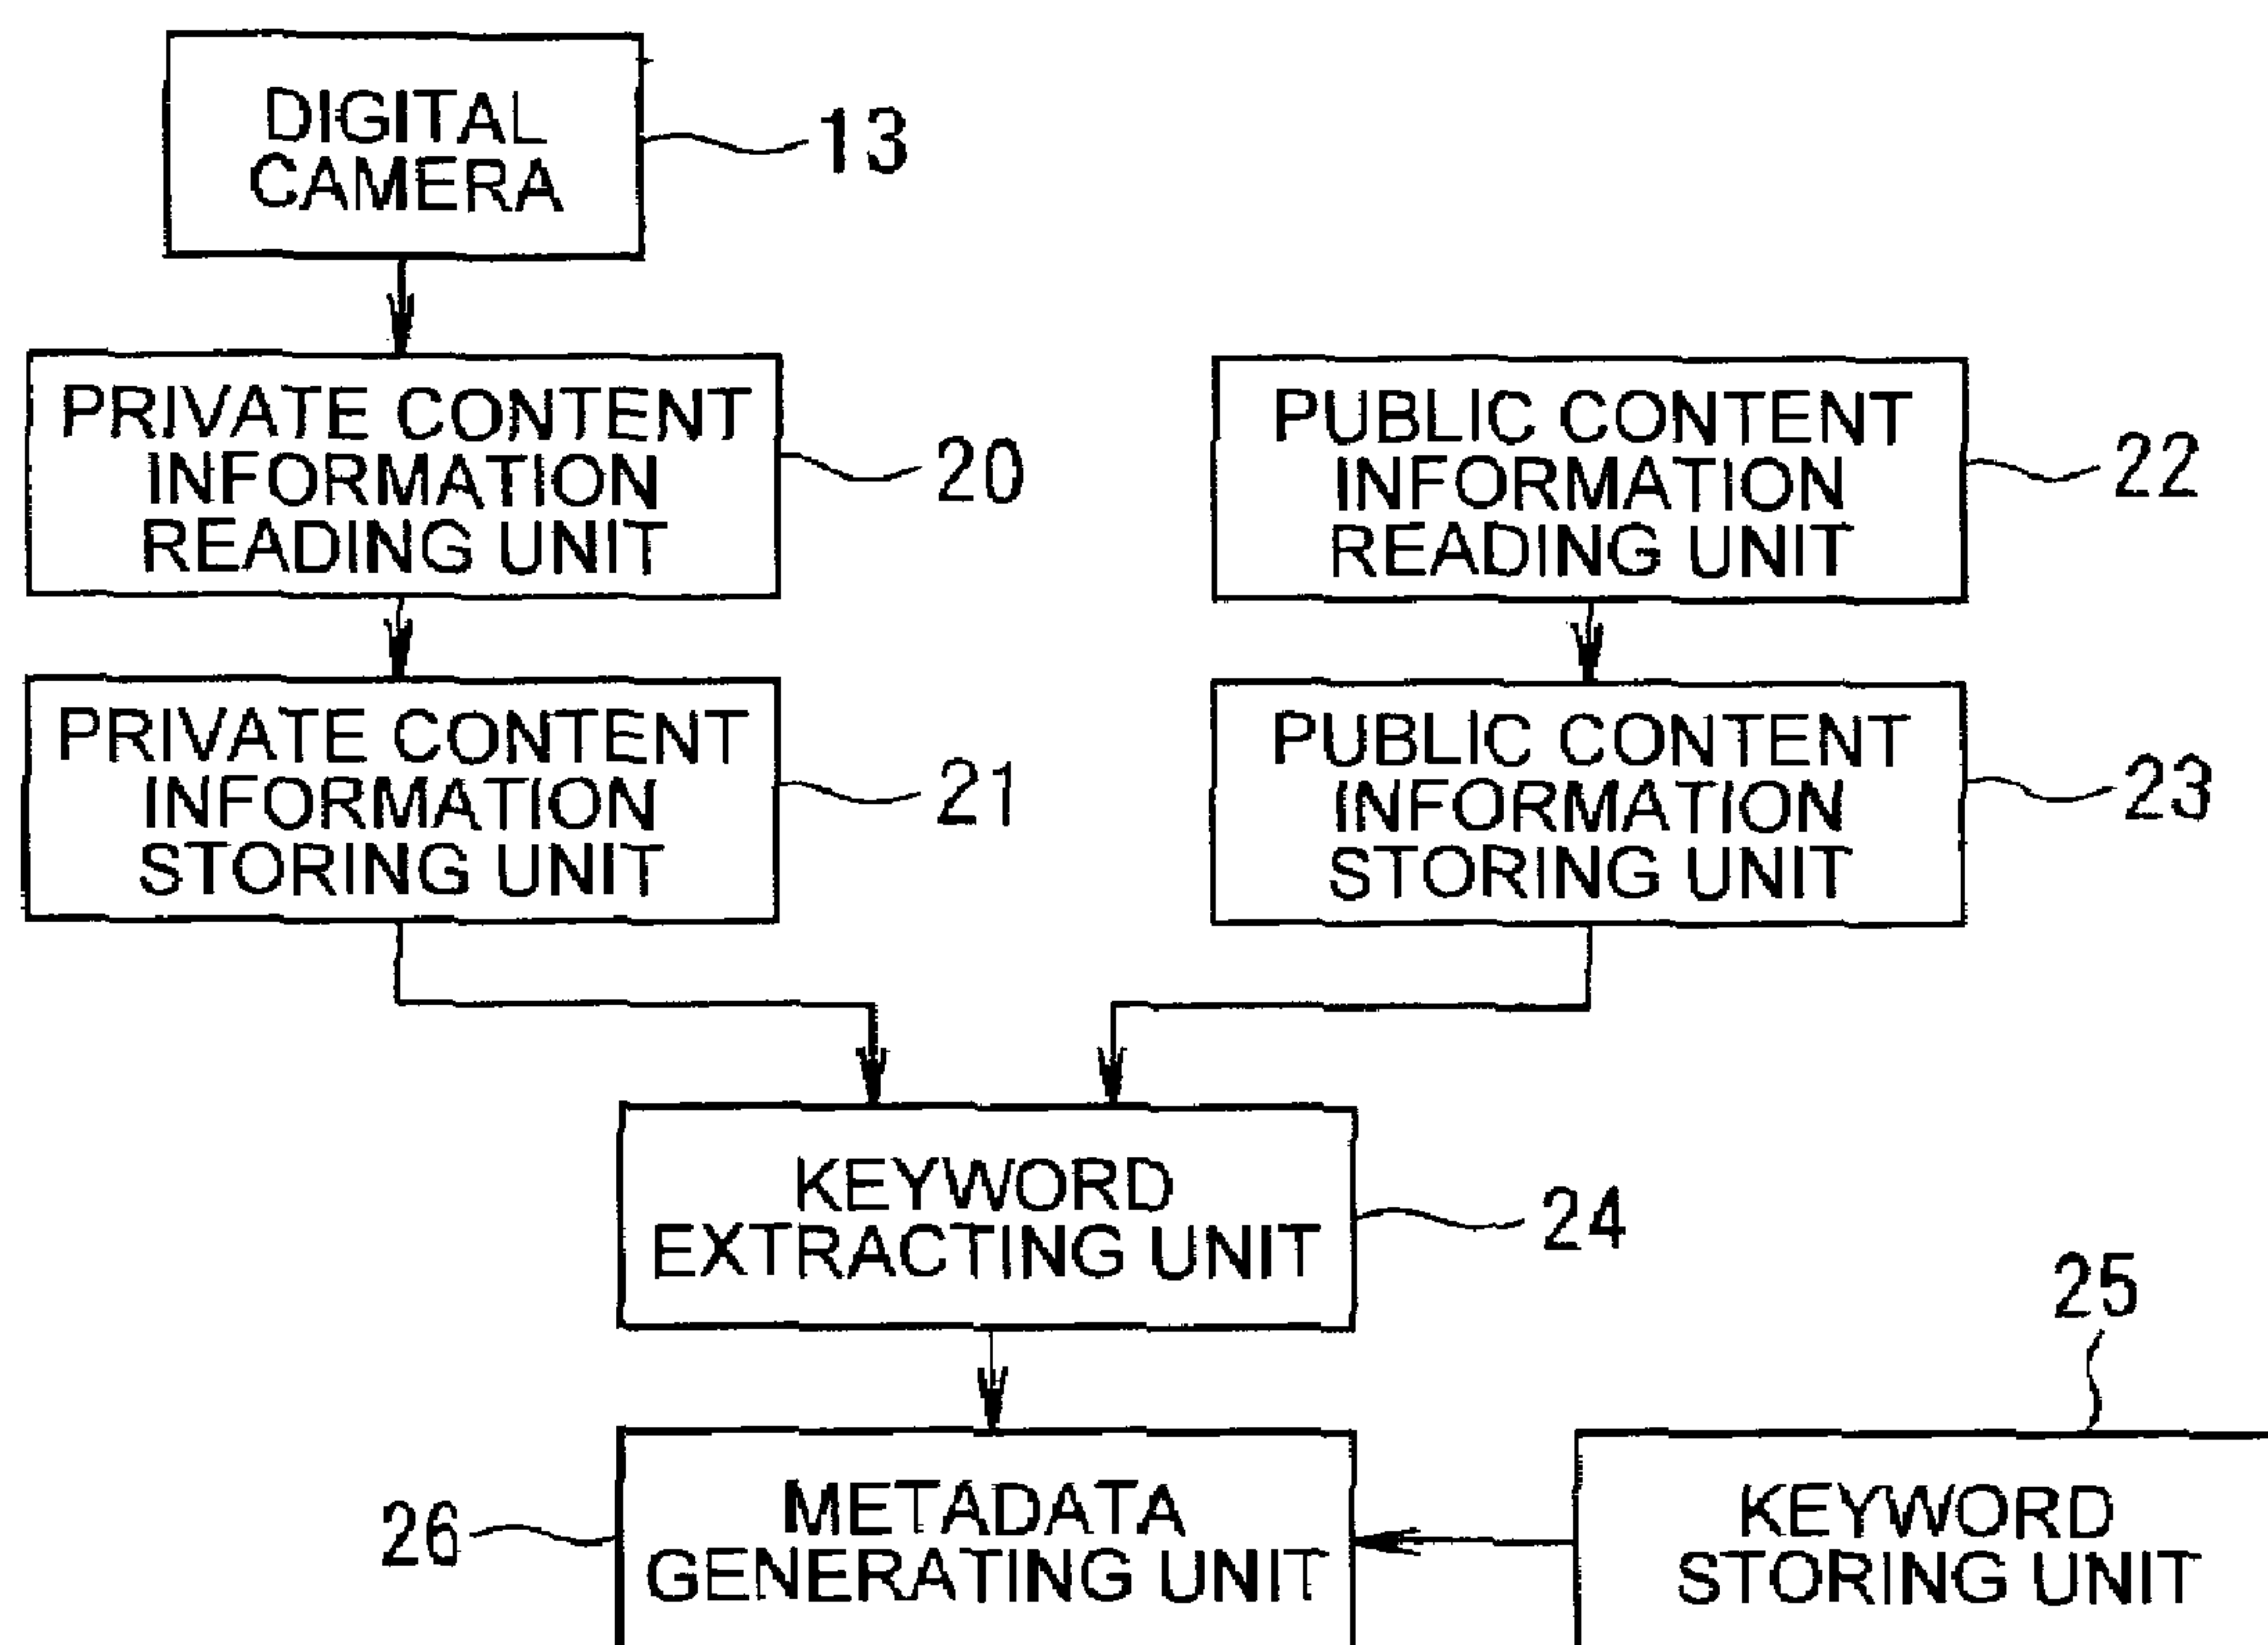 DIGITAL
CAMERA
13
PRIVATE CONTENT
INFORMATION
READING UNIT
20
PUBLIC CONTENT
INFORMATION
READING UNIT
22
PRIVATE CONTENT
INFORMATION
STORING UNIT
21
PUBLIC CONTENT
INFORMATION
STORING UNIT
23
KEYWORD
EXTRACTING UNIT
24
25
26
METADATA
GENERATING UNIT
KEYWORD
STORING UNIT